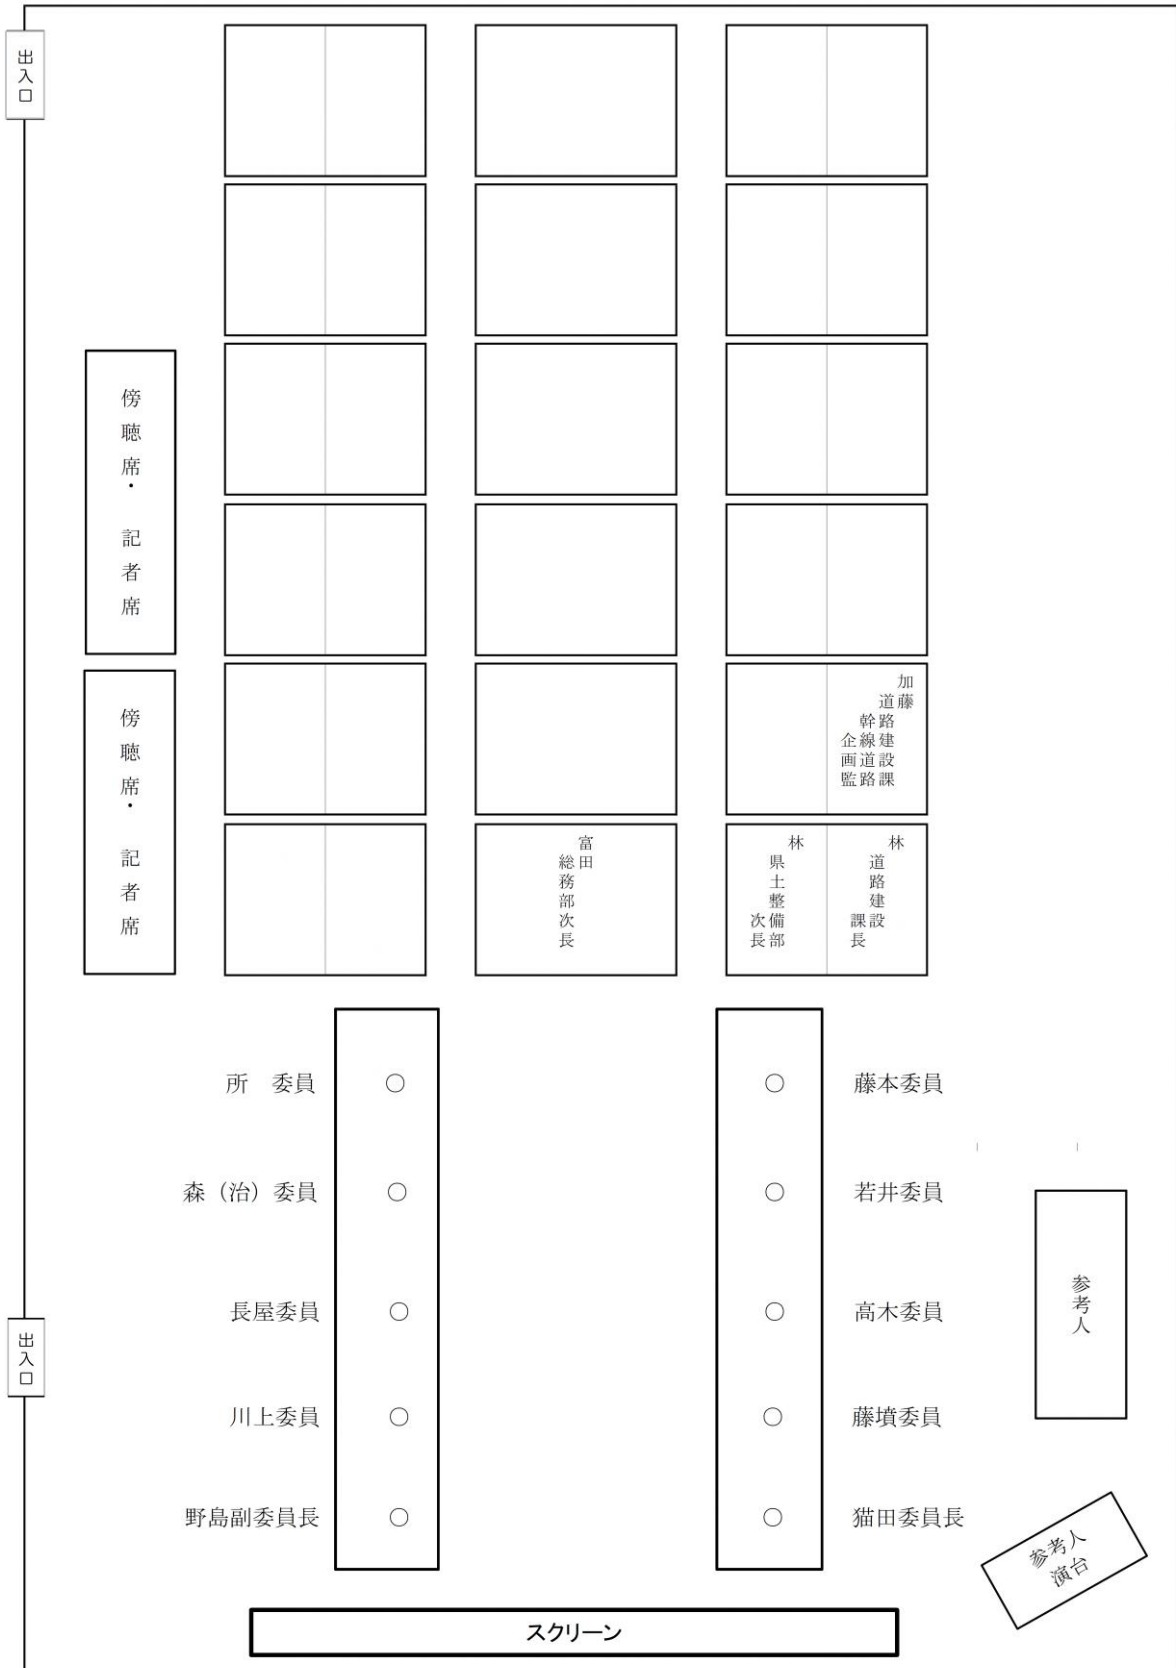 出入口
傍聴席・記者席
加藤
道路建設課
幹線道路
企画監
傍聴席・記者席
富田
総務部次長
林
県土整備部
次長
林
道路建設
課長
所　委員
○
○
藤本委員
森（治）委員
○
○
若井委員
長屋委員
○
○
高木委員
参考人
出入口
川上委員
○
○
藤墳委員
野島副委員長
○
○
猫田委員長
参考人
演台
スクリーン